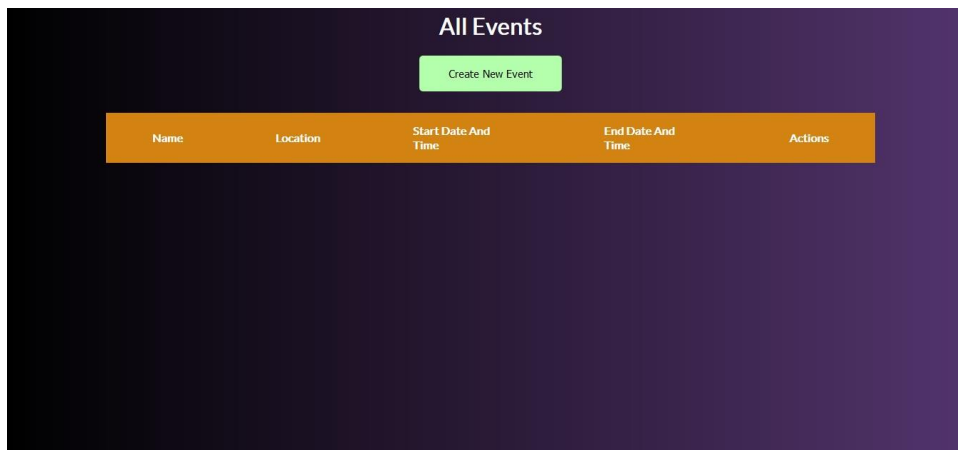 All Events
Create New Event
Name Location Start Date And Time End Date And Time Actions